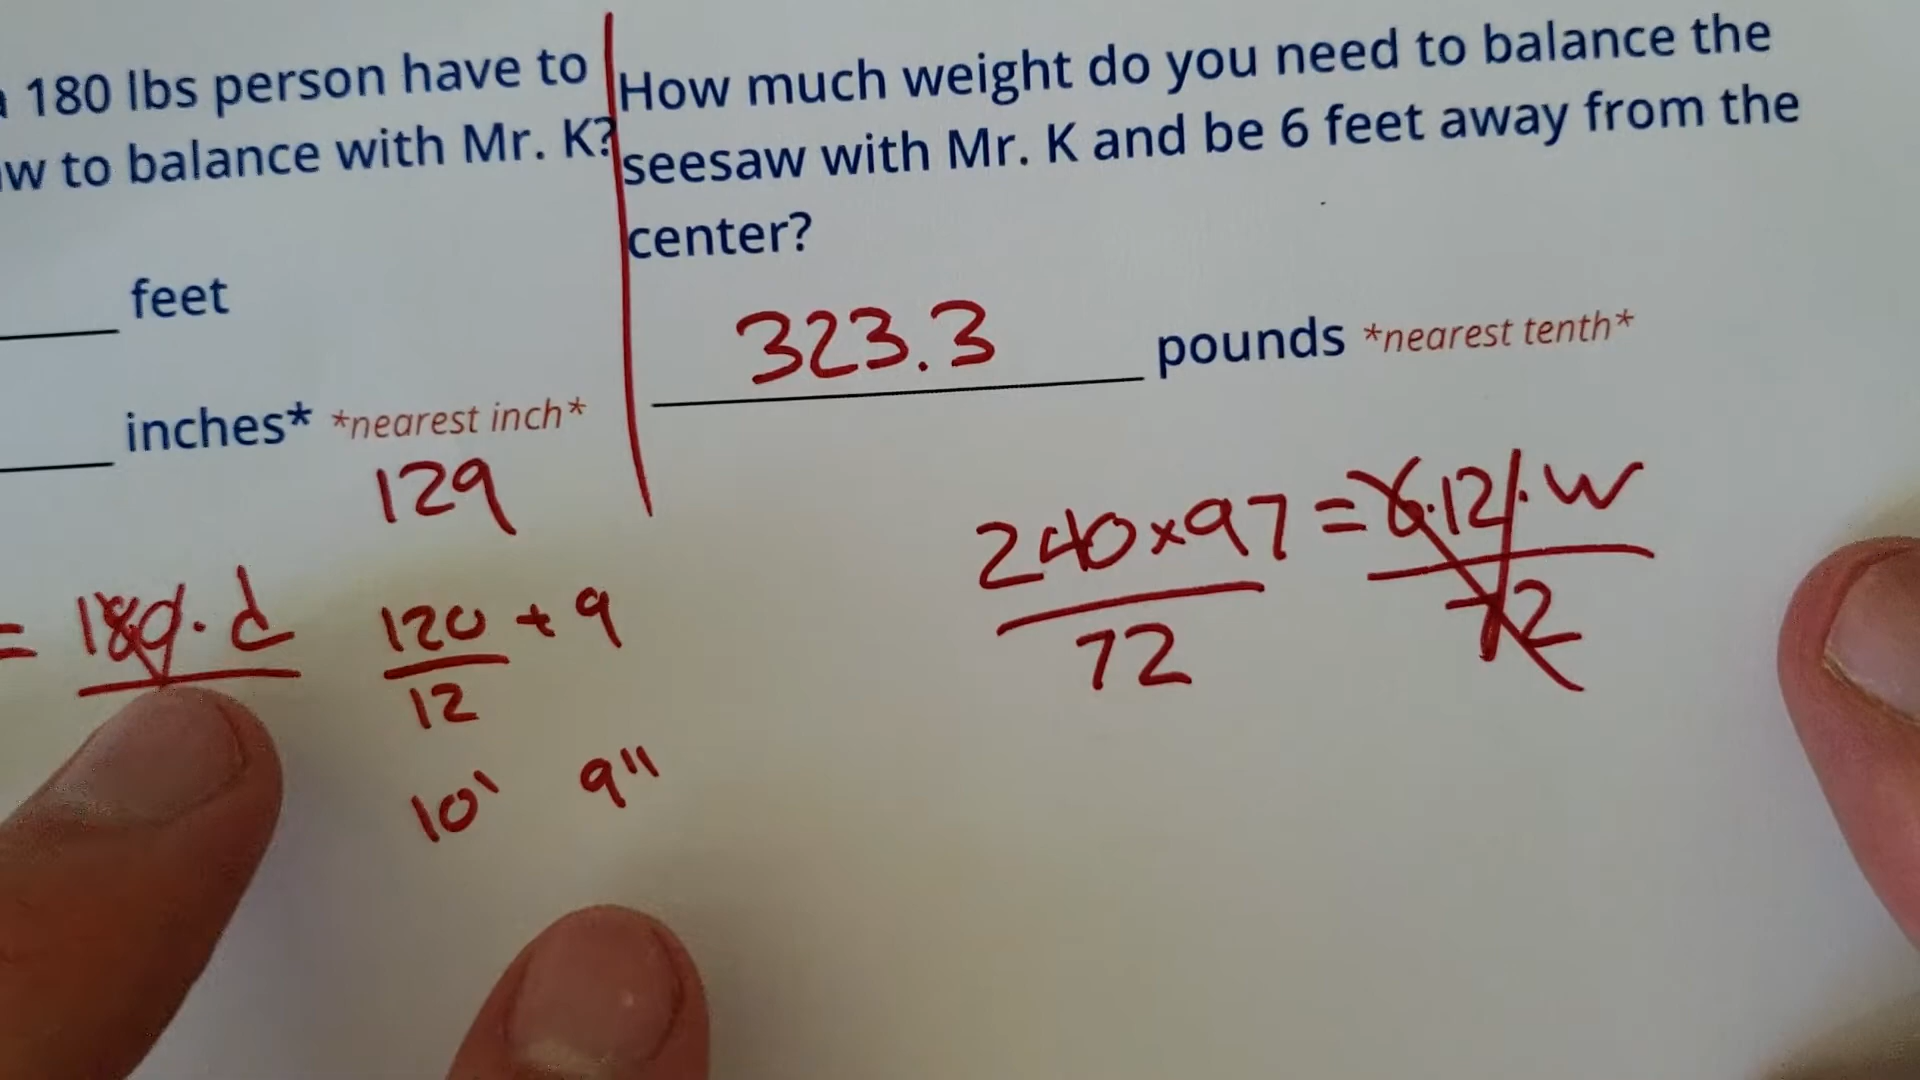 180 lbs person have to
w to balance with Mr. K?
feet
inches* *nearest inch*
129
= 180 · d
120 + 9
12
10' 9"
How much weight do you need to balance the
seesaw with Mr. K and be 6 feet away from the
center?
323.3 pounds *nearest tenth*
240 x 97 = 6·12 · W
72 72